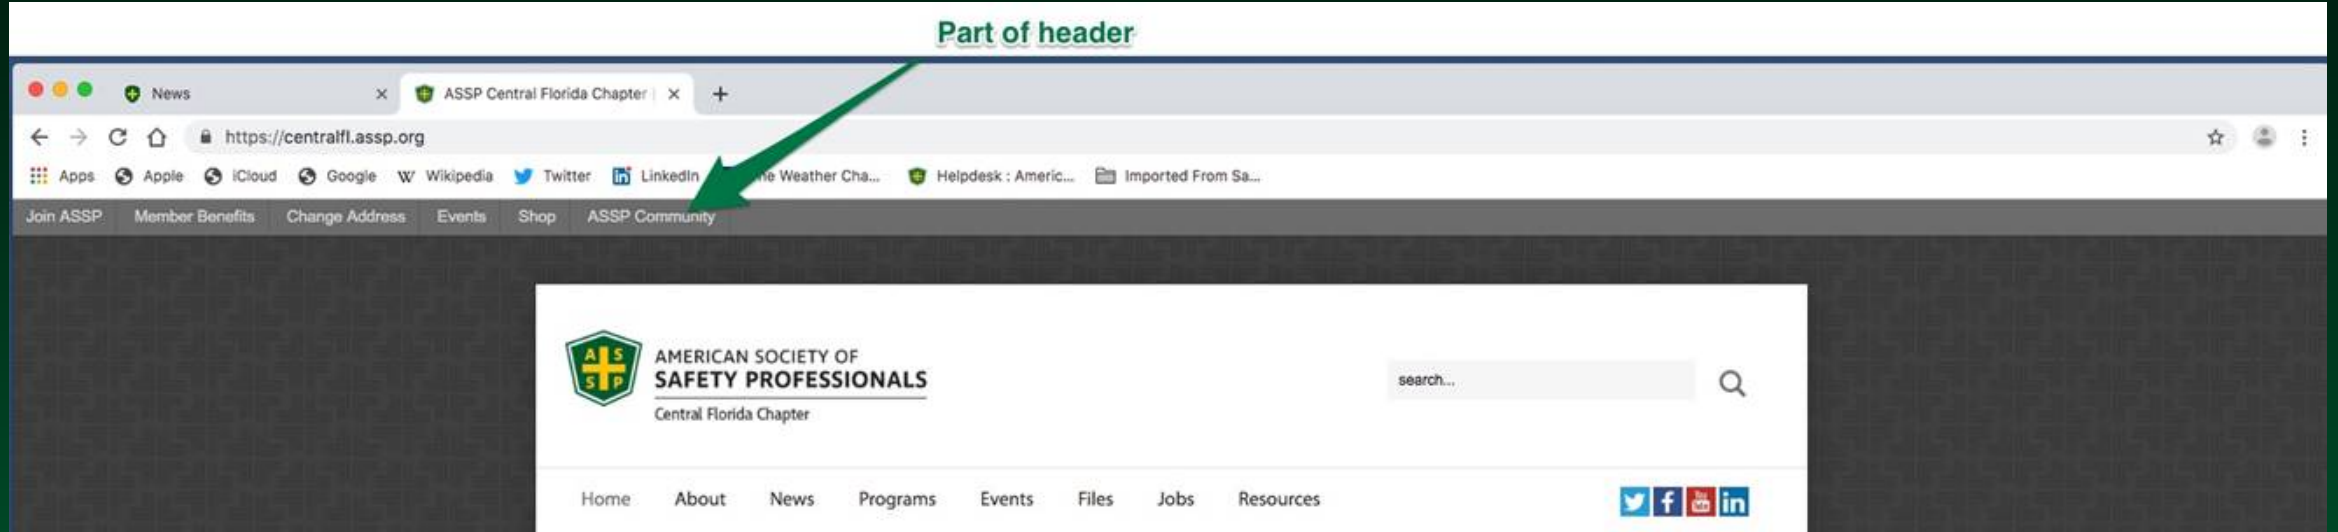 Part of header
News
ASSP Central Florida Chapter
https://centralfl.assp.org
Apps Apple iCloud Google Wikipedia Twitter LinkedIn he Weather Cha... Helpdesk : Americ... Imported From Sa...
Join ASSP Member Benefits Change Address Events Shop ASSP Community
A S
S P
AMERICAN SOCIETY OF
SAFETY PROFESSIONALS
Central Florida Chapter
search...
Home About News Programs Events Files Jobs Resources